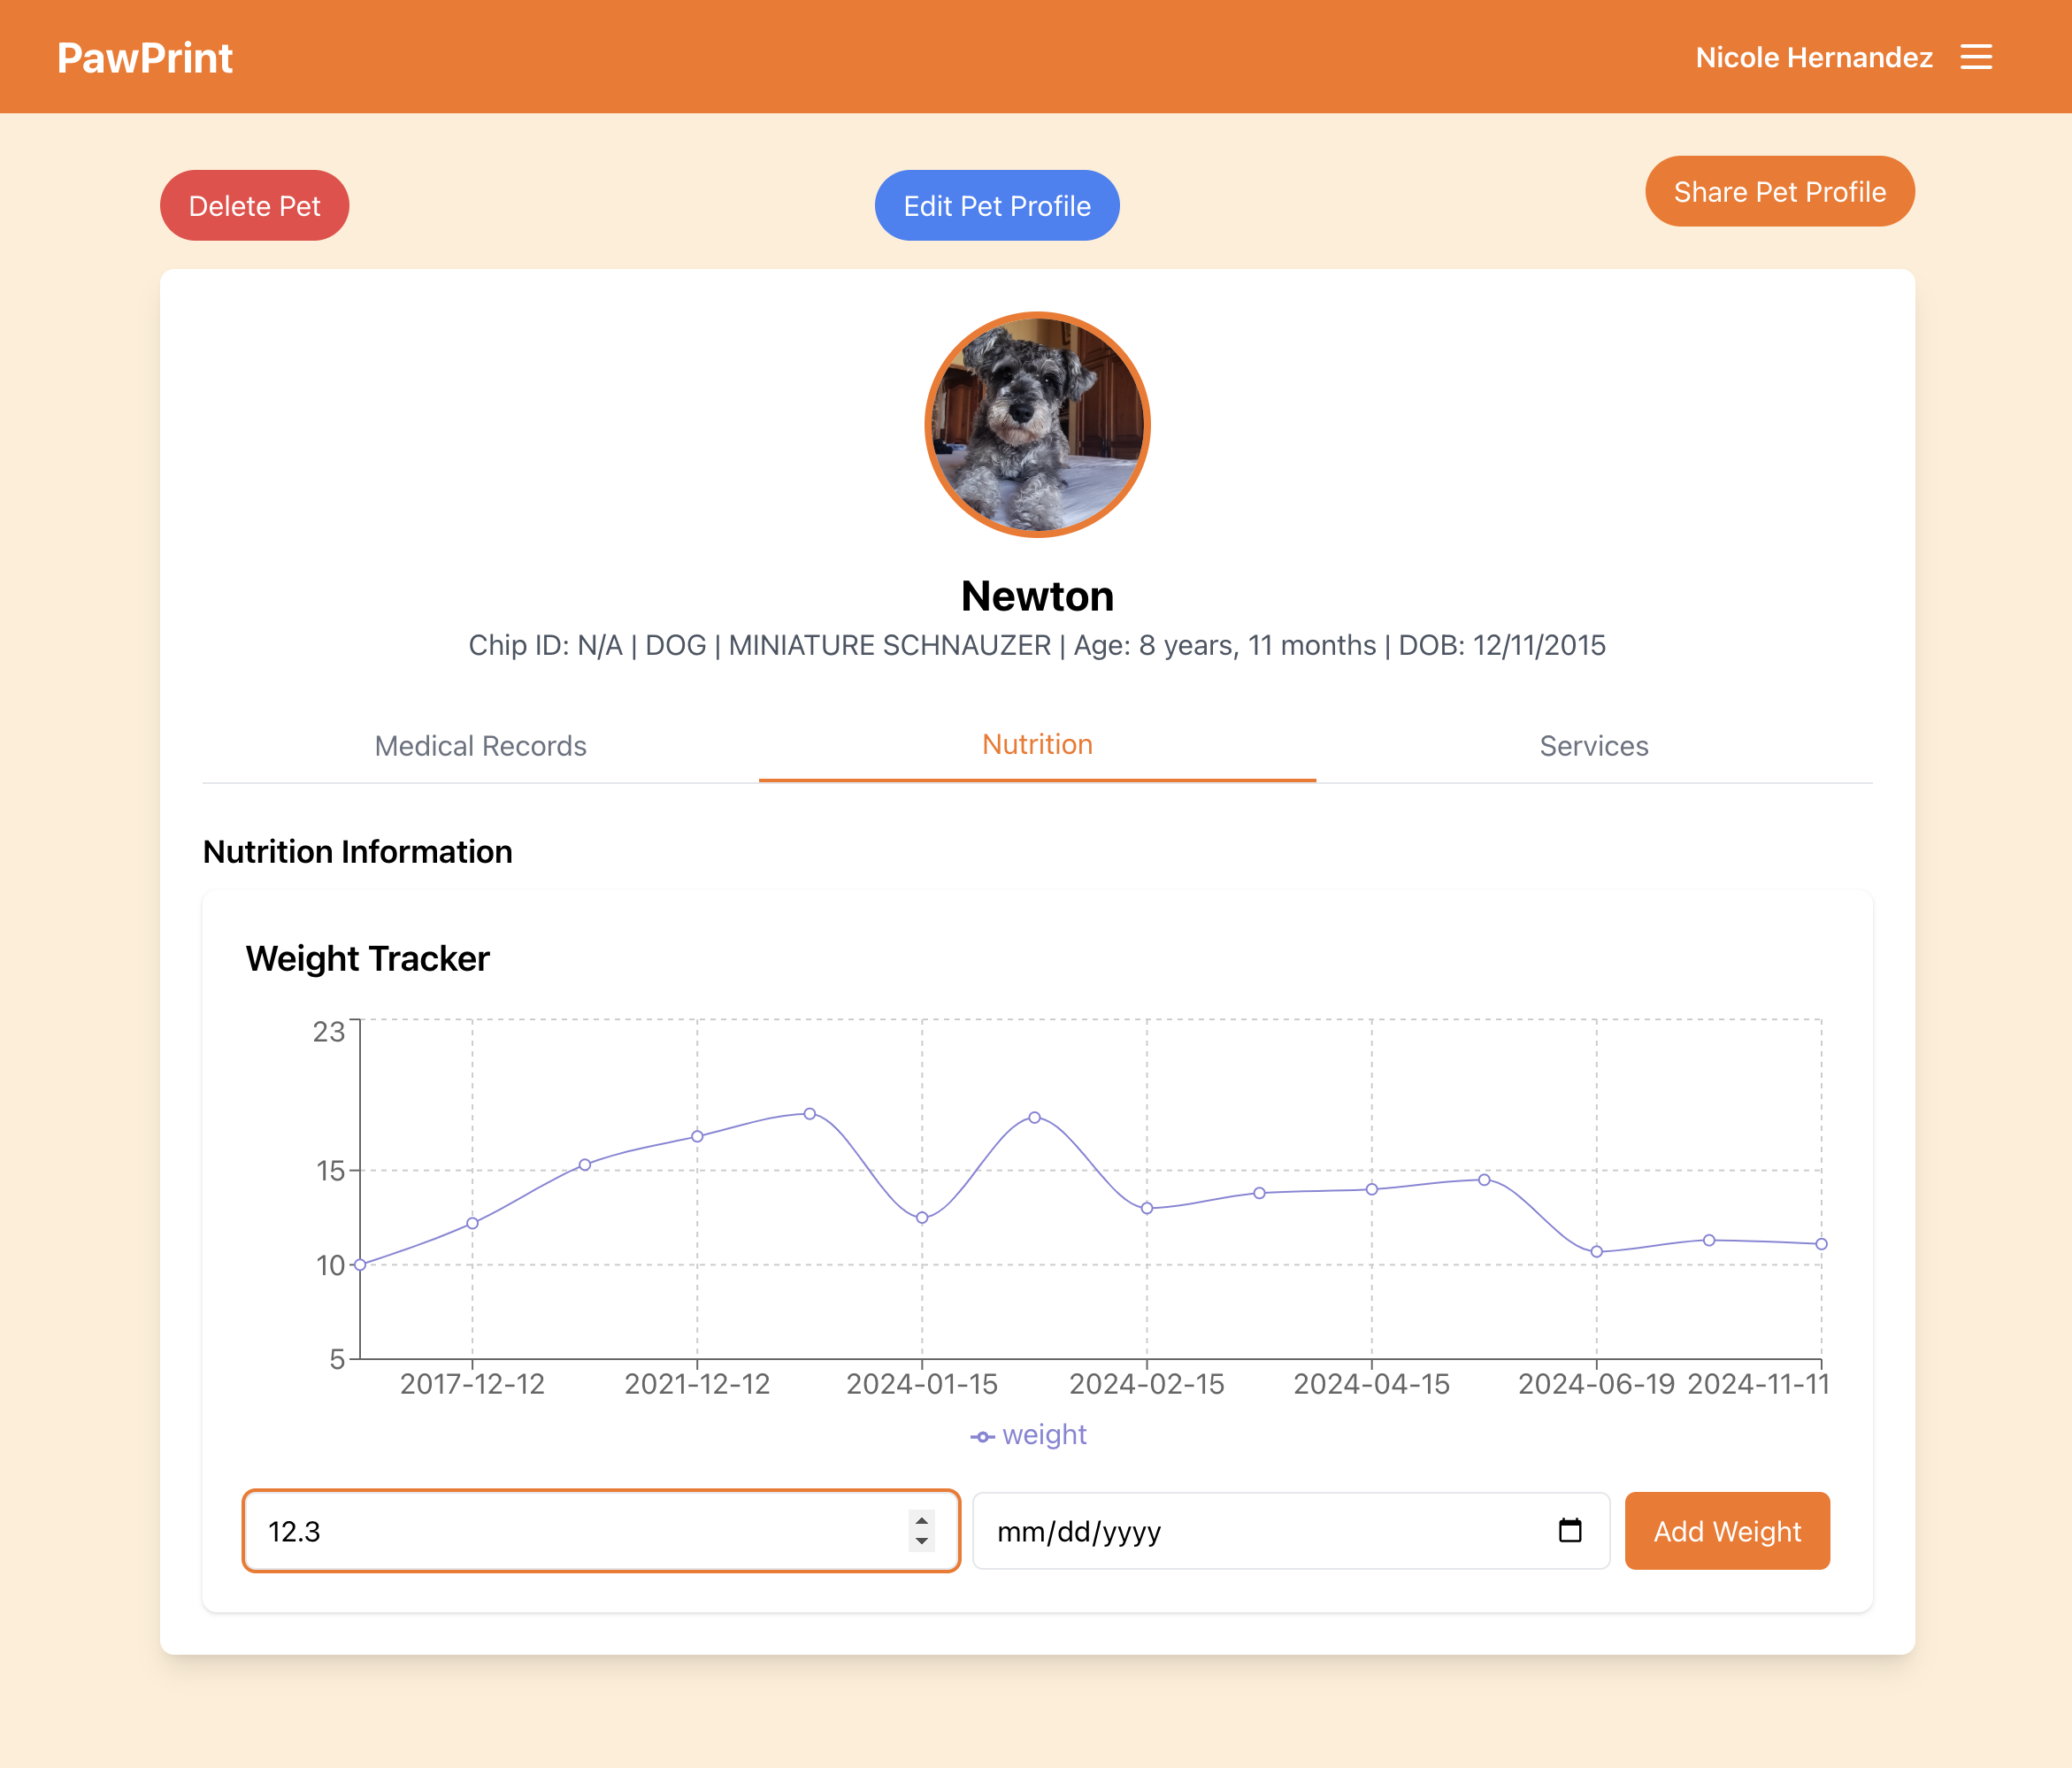 PawPrint
Nicole Hernandez
Delete Pet
Edit Pet Profile
Share Pet Profile
Newton
Chip ID: N/A | DOG | MINIATURE SCHNAUZER | Age: 8 years, 11 months | DOB: 12/11/2015
Medical Records
Nutrition
Services
Nutrition Information
Weight Tracker
23
15
10
5
2017-12-12
2021-12-12
2024-01-15
2024-02-15
2024-04-15
2024-06-19
2024-11-11
weight
12.3
mm/dd/yyyy
Add Weight